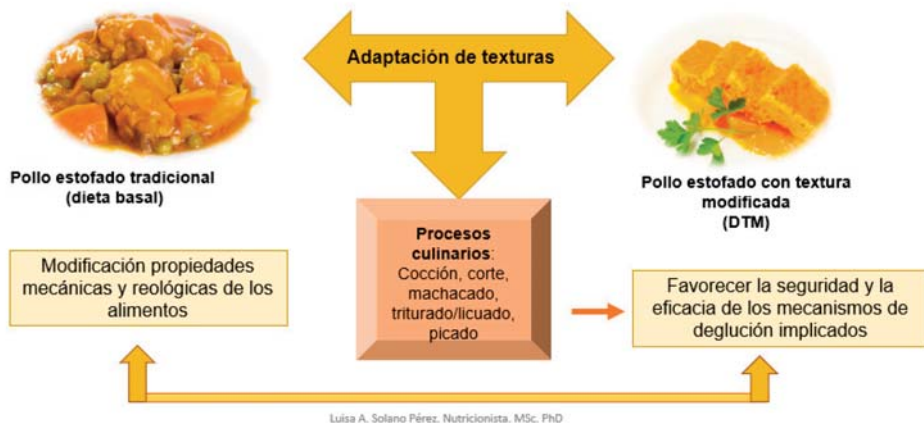 Adaptación de texturas
Pollo estofado tradicional
(dieta basal)
Pollo estofado con textura
modificada
(DTM)
Procesos
culinarios:
Cocción, corte,
machacado,
triturado/licuado,
picado
Modificación propiedades
mecánicas y reológicas de los
alimentos
Favorecer la seguridad y la
eficacia de los mecanismos de
deglución implicados
Luisa A. Solano Pérez. Nutricionista. MSc. PhD